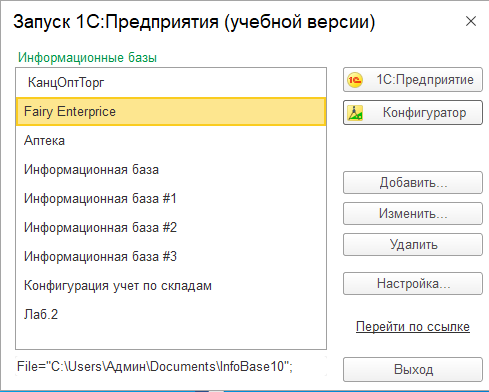 Запуск 1С:Предприятия (учебной версии)
Информационные базы
КанцОптТорг
Fairy Enterprice
Аптека
Информационная база
Информационная база #1
Информационная база #2
Информационная база #3
Конфигурация учет по складам
Лаб.2
1С:Предприятие
Конфигуратор
Добавить...
Изменить...
Удалить
Настройка...
Перейти по ссылке
File="C:\Users\Админ\Documents\InfoBase10";
Выход